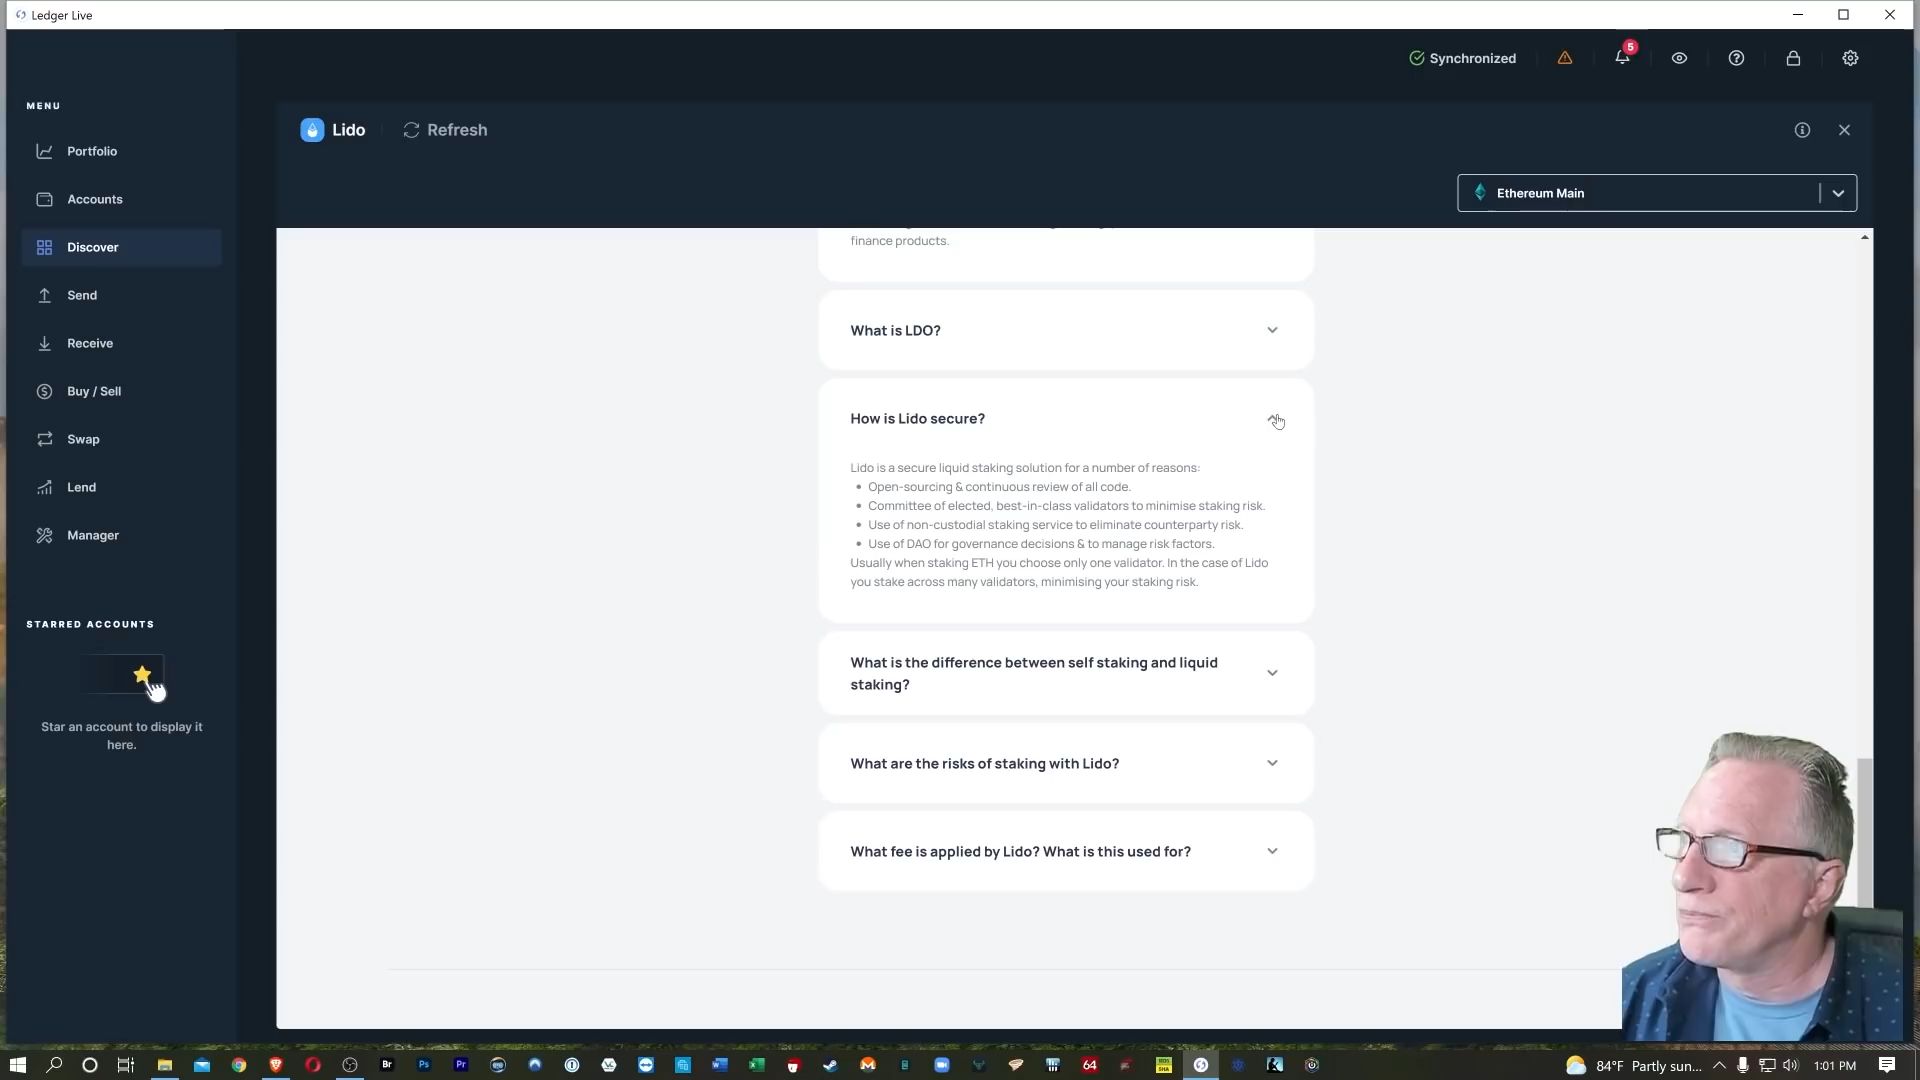 Ledger Live
Synchronized
5
MENU
Portfolio
Accounts
Discover
Send
Receive
Buy / Sell
Swap
Lend
Manager
STARRED ACCOUNTS
Star an account to display it
here.
Lido
Refresh
Ethereum Main
finance products.
What is LDO?
How is Lido secure?
Lido is a secure liquid staking solution for a number of reasons:
• Open-sourcing & continuous review of all code.
• Committee of elected, best-in-class validators to minimise staking risk.
• Use of non-custodial staking service to eliminate counterparty risk.
• Use of DAO for governance decisions & to manage risk factors.
Usually when staking ETH you choose only one validator. In the case of Lido
you stake across many validators, minimising your staking risk.
What is the difference between self staking and liquid
staking?
What are the risks of staking with Lido?
What fee is applied by Lido? What is this used for?
Br
Ps
Pr
64
84°F Partly sun...
1:01 PM